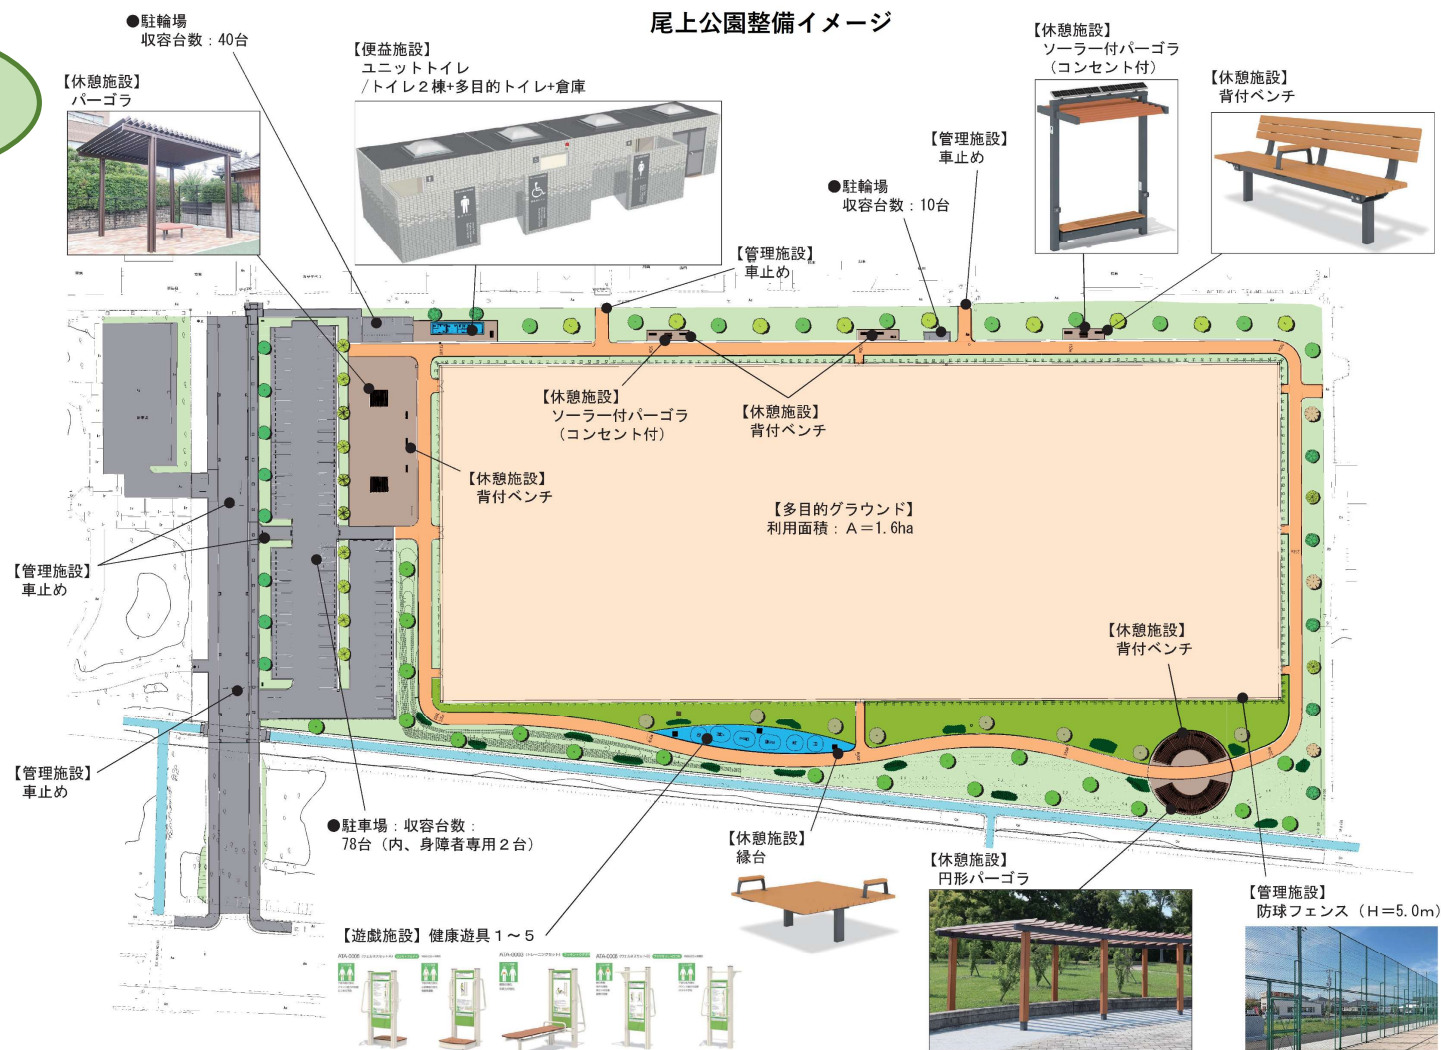 尾上公園整備イメージ
●駐輪場
収容台数：40台
【休憩施設】
パーゴラ
【便益施設】
ユニットトイレ
/トイレ２棟+多目的トイレ+倉庫
【管理施設】
車止め
●駐輪場
収容台数：10台
【管理施設】
車止め
【休憩施設】
ソーラー付パーゴラ
（コンセント付）
【休憩施設】
背付ベンチ
【休憩施設】
ソーラー付パーゴラ
（コンセント付）
【休憩施設】
背付ベンチ
【休憩施設】
背付ベンチ
【多目的グラウンド】
利用面積：Ａ＝1.6ha
【管理施設】
車止め
【休憩施設】
背付ベンチ
【管理施設】
車止め
●駐車場：収容台数：
78台（内、身障者専用２台）
【休憩施設】
縁台
【休憩施設】
円形パーゴラ
【管理施設】
防球フェンス（Ｈ＝5.0ｍ）
【遊戯施設】健康遊具１～５